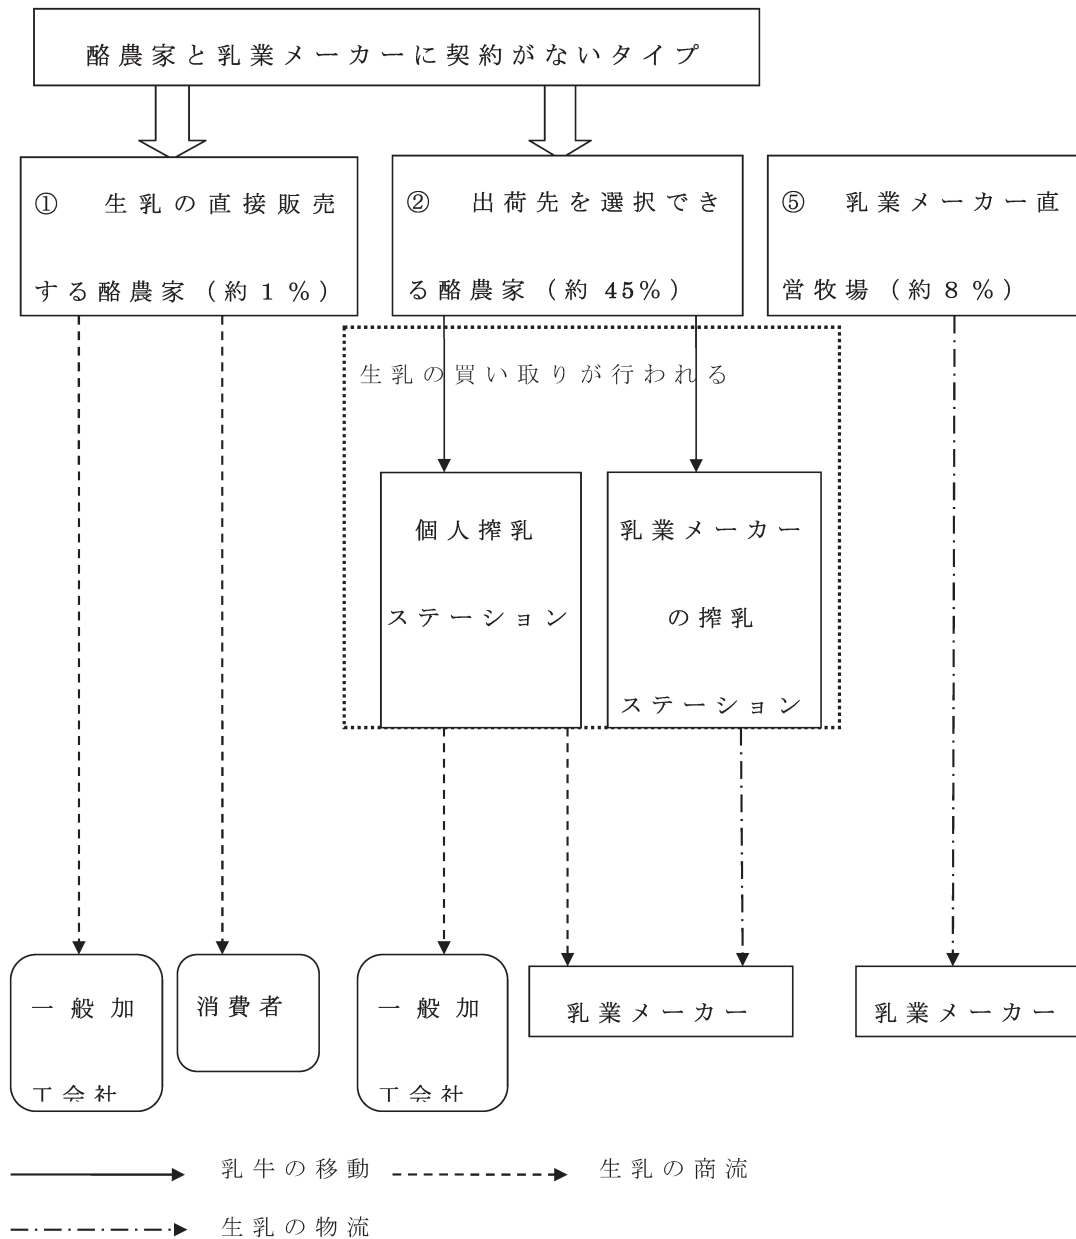 酪農家と乳業メーカーに契約がないタイプ
① 生乳の直接販売
する酪農家（約1%）
② 出荷先を選択でき
る酪農家（約45%）
⑤ 乳業メーカー直
営牧場（約8%）
生乳の買い取りが行われる
個人搾乳
ステーション
乳業メーカー
の搾乳
ステーション
一般加
工会社
消費者
一般加
工会社
乳業メーカー
乳業メーカー
乳牛の移動
生乳の商流
生乳の物流